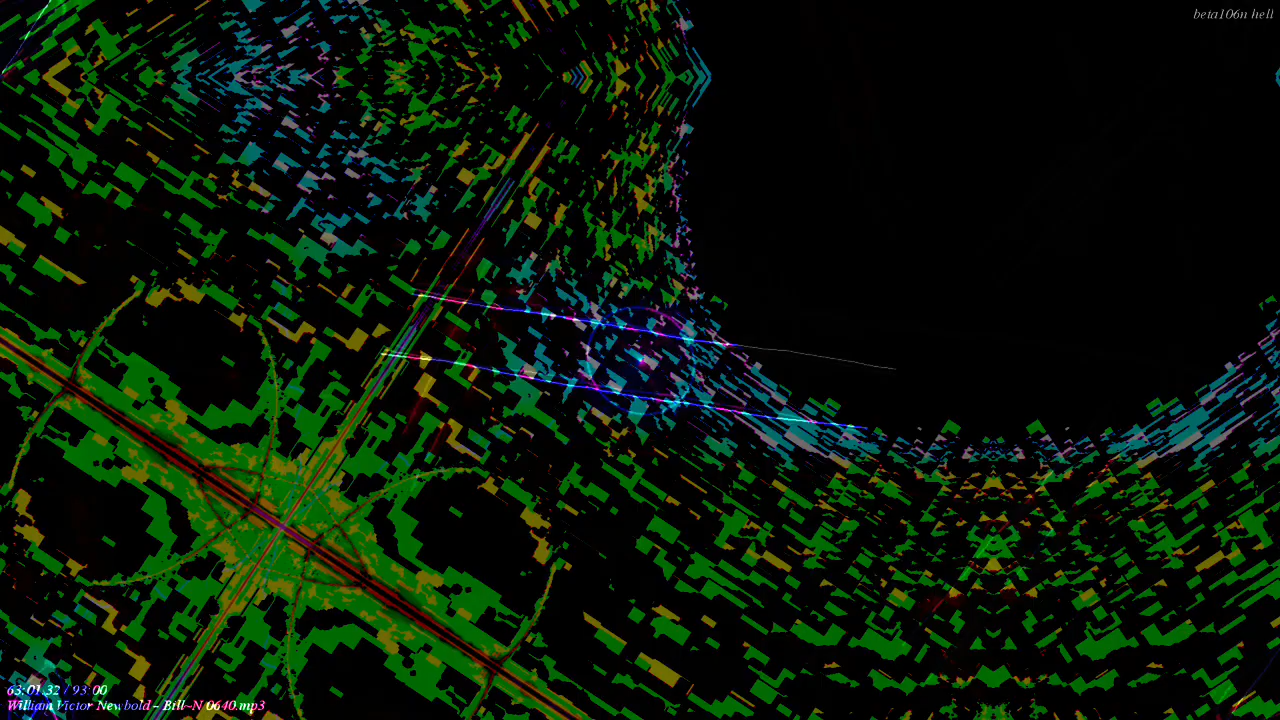 beta106n hell
63:01.32 / 93:00
William Victor Newbold - Bill-N 0640.mp3